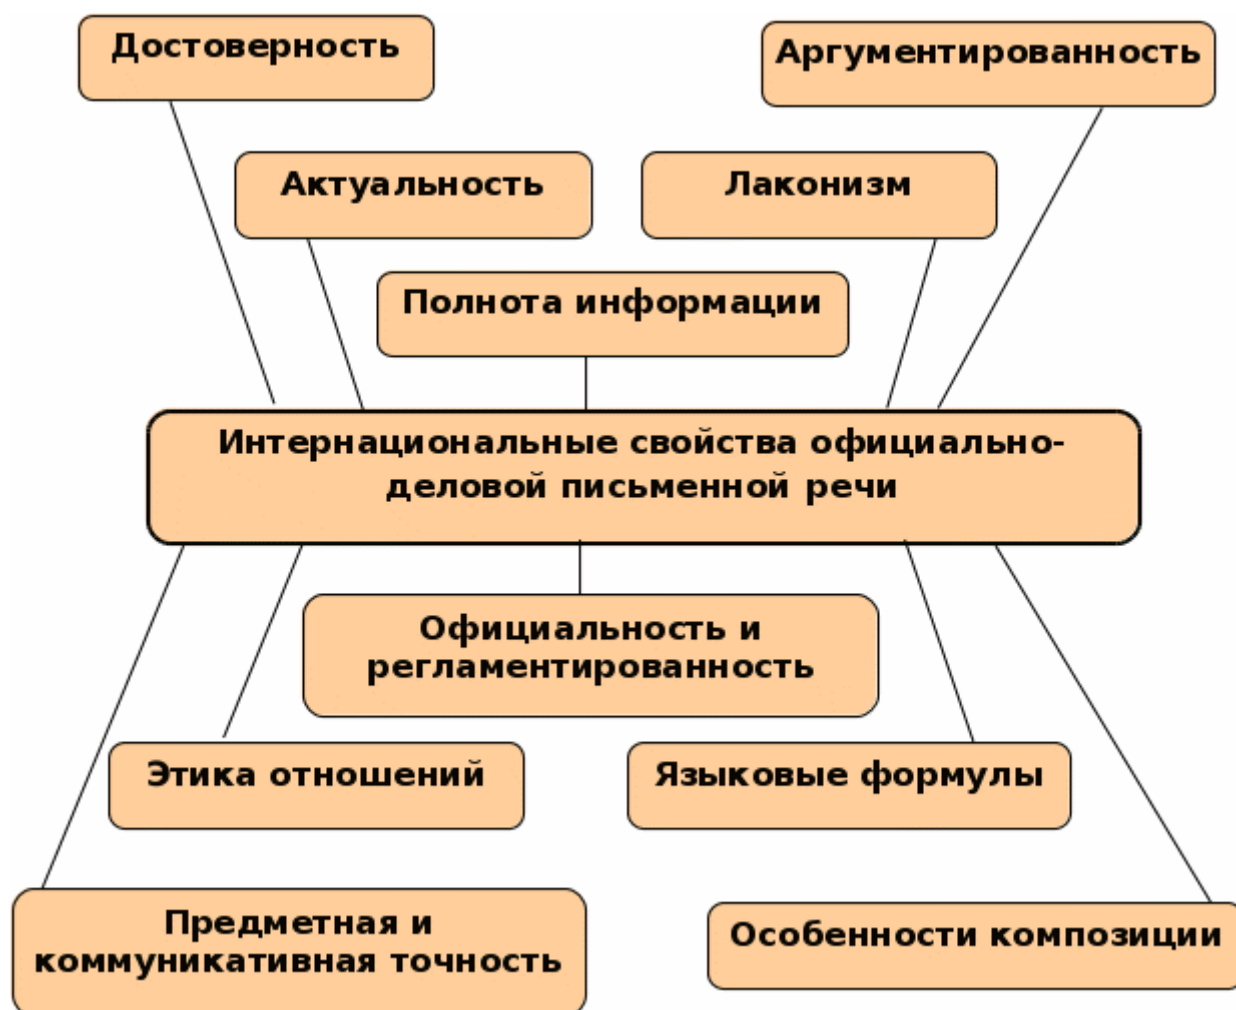 Достоверность
Аргументированность
Актуальность
Лаконизм
Полнота информации
Интернациональные свойства официально-
деловой письменной речи
Официальность и
регламентированность
Этика отношений
Языковые формулы
Предметная и
коммуникативная точность
Особенности композиции